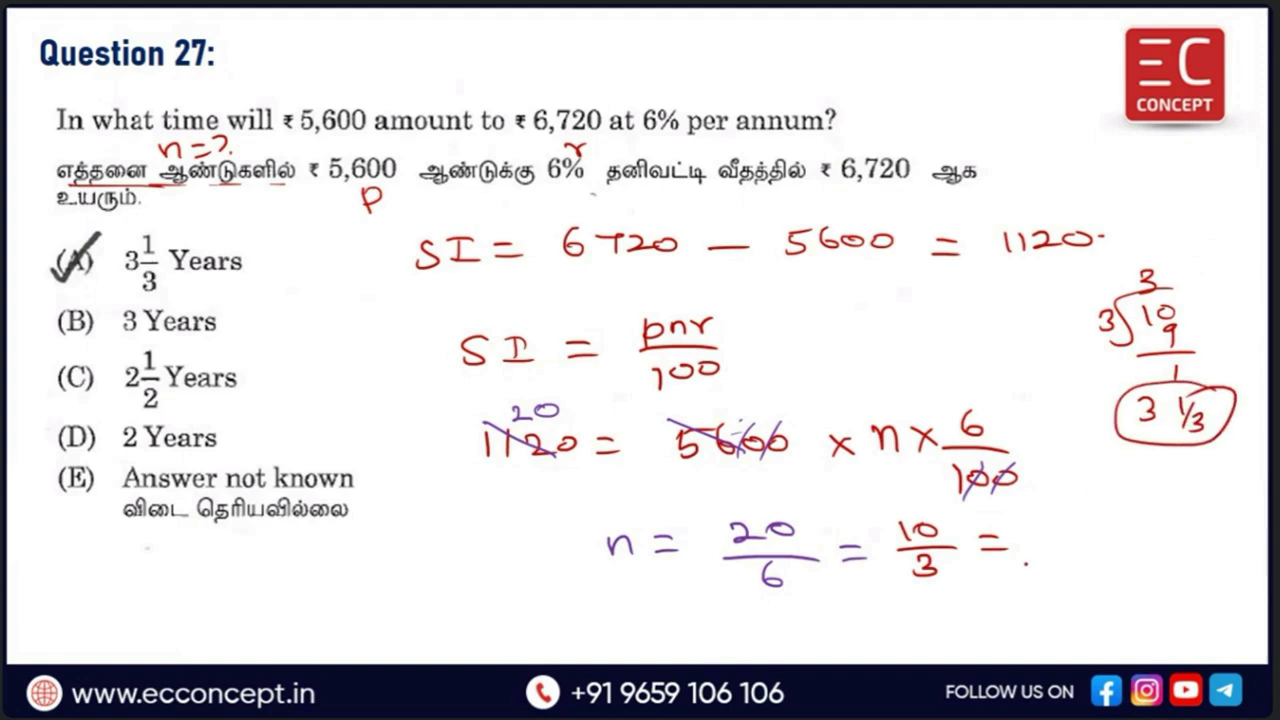 Question 27:
EC
CONCEPT
In what time will ₹ 5,600 amount to ₹ 6,720 at 6% per annum?
n = ?
r
எத்தனை ஆண்டுகளில் ₹ 5,600 ஆண்டுக்கு 6% தனிவட்டி வீதத்தில் ₹ 6,720 ஆக
உயரும்.
P
(A) 3 1/3 Years
SI = 6720 — 5600 = 1120
(B) 3 Years
SI = pnr/100
3
3 10
9
1
3 1/3
(C) 2 1/2 Years
20
1120 = 5600 x n x 6/100
(D) 2 Years
(E) Answer not known
விடை தெரியவில்லை
n = 20/6 = 10/3 =
www.ecconcept.in
+91 9659 106 106
FOLLOW US ON